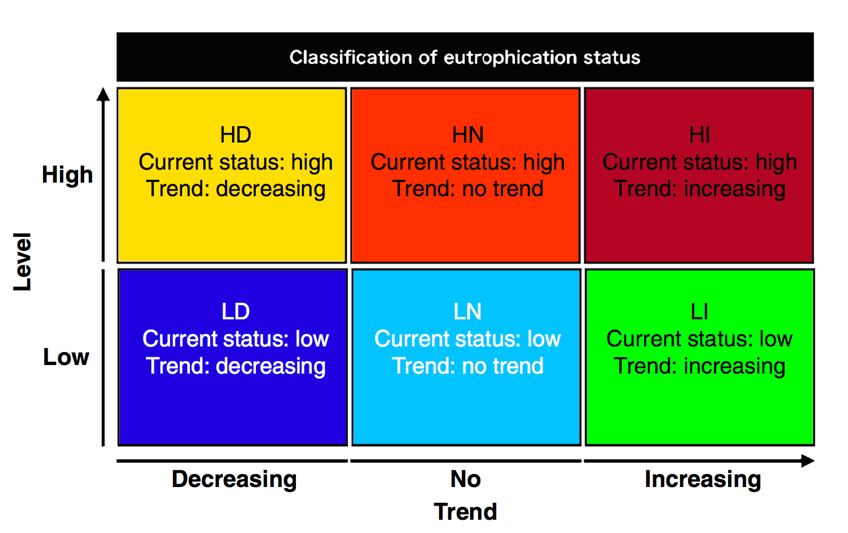 Classification of eutrophication status
HD
Current status: high
Trend: decreasing
HN
Current status: high
Trend: no trend
HI
Current status: high
Trend: increasing
High
Level
LD
Current status: low
Trend: decreasing
LN
Current status: low
Trend: no trend
LI
Current status: low
Trend: increasing
Low
Decreasing
No
Increasing
Trend